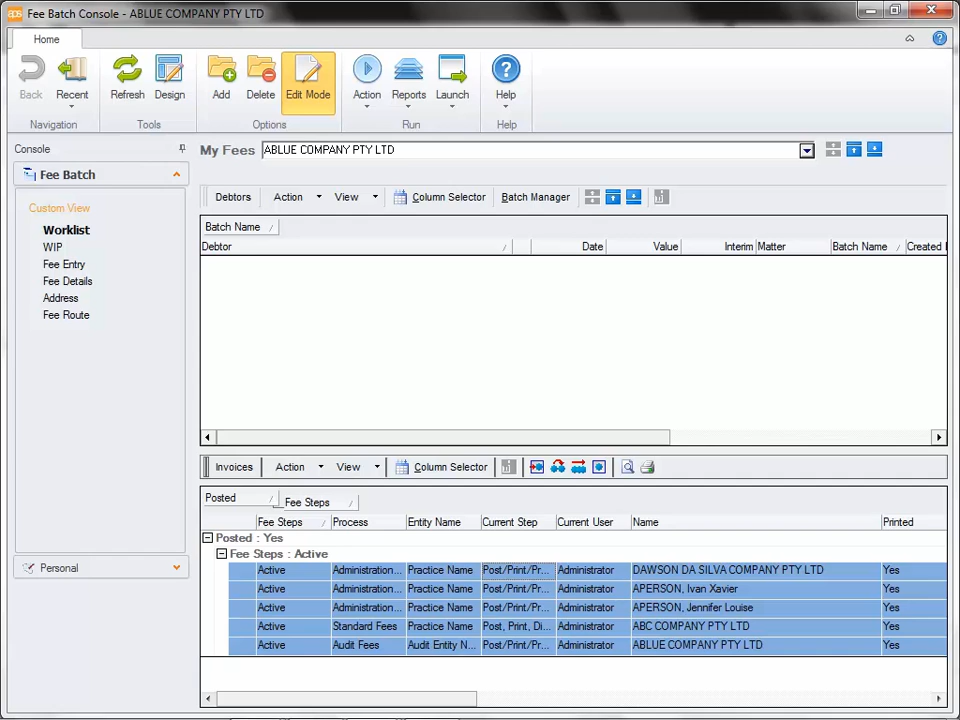 aps Fee Batch Console - ABLUE COMPANY PTY LTD
Home
Back Recent Refresh Design Add Delete Edit Mode Action Reports Launch Help
Navigation Tools Options Run Help
Console
My Fees ABLUE COMPANY PTY LTD
Fee Batch
Debtors Action View Column Selector Batch Manager
Custom View
Worklist
WIP
Fee Entry
Fee Details
Address
Fee Route
Personal
Batch Name
Debtor Date Value Interim Matter Batch Name Created
Invoices Action View Column Selector
Posted
Fee Steps
Fee Steps Process Entity Name Current Step Current User Name Printed
Posted : Yes
Fee Steps : Active
Active Administration... Practice Name Post/Print/Pr... Administrator DAWSON DA SILVA COMPANY PTY LTD Yes
Active Administration... Practice Name Post/Print/Pr... Administrator APERSON, Ivan Xavier Yes
Active Administration... Practice Name Post/Print/Pr... Administrator APERSON, Jennifer Louise Yes
Active Standard Fees Practice Name Post, Print, Di... Administrator ABC COMPANY PTY LTD Yes
Active Audit Fees Audit Entity N... Post/Print/Pr... Administrator ABLUE COMPANY PTY LTD Yes